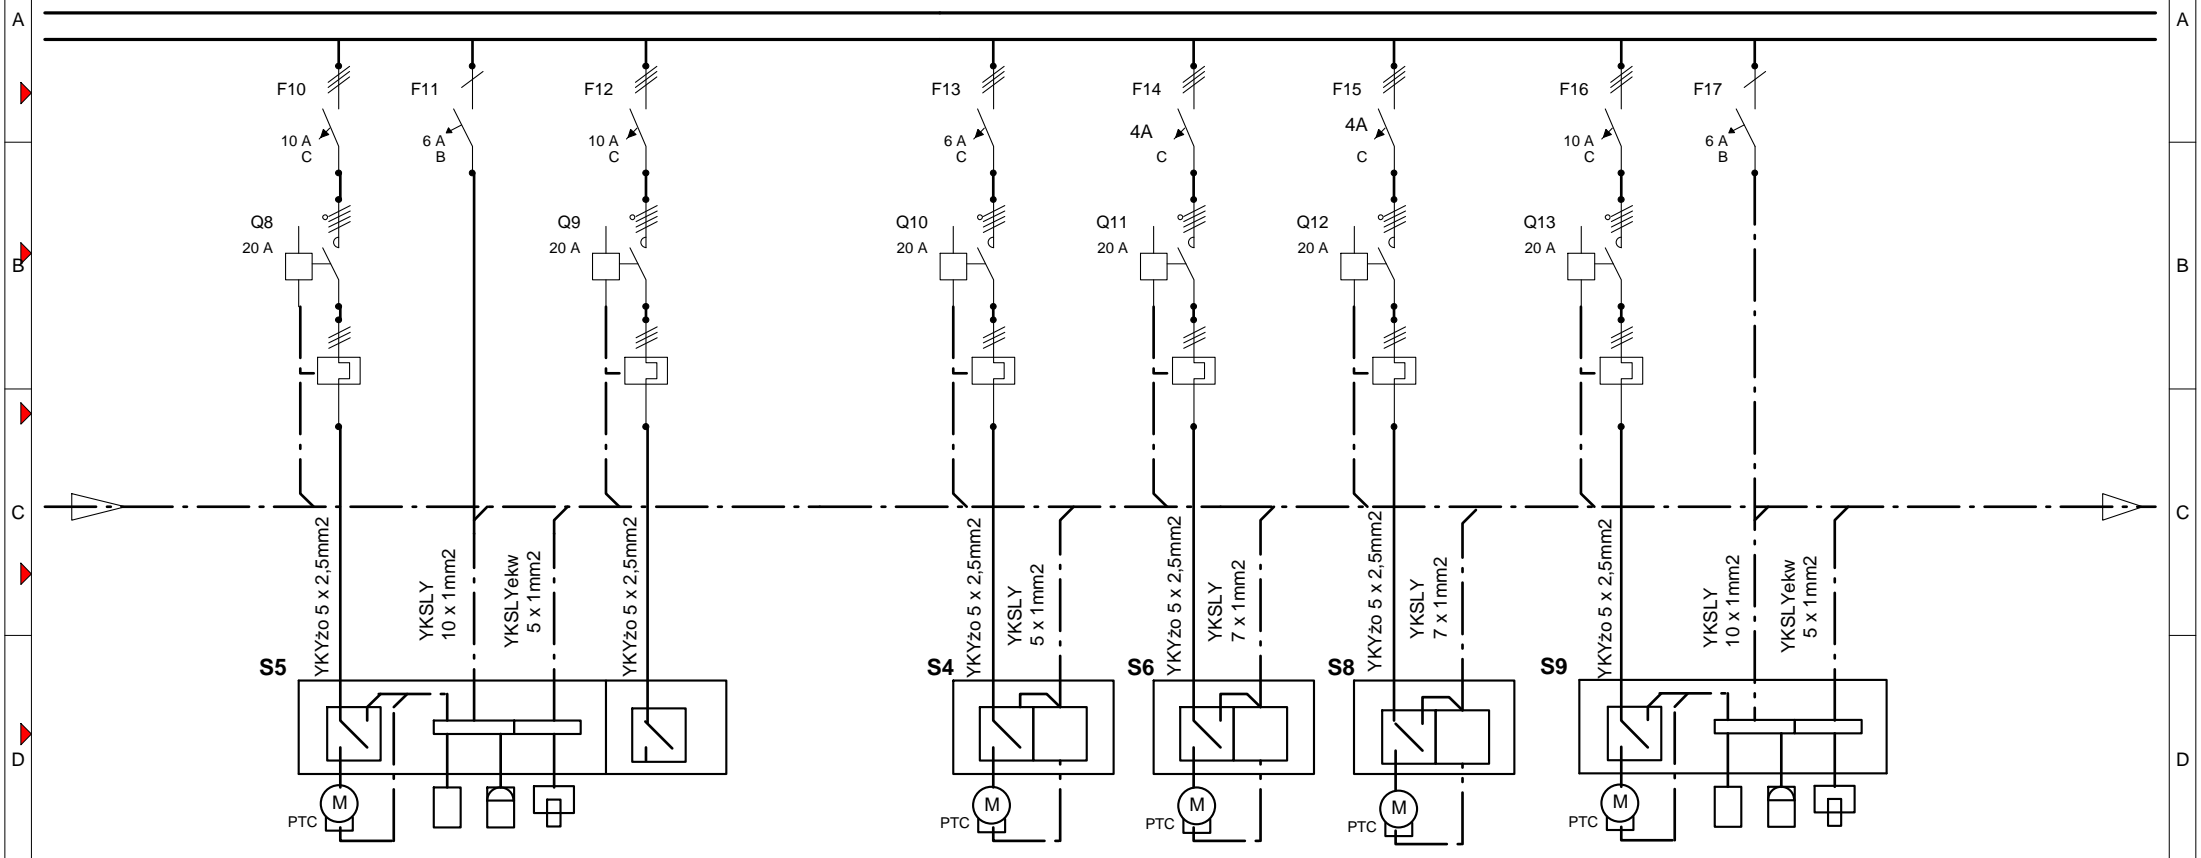 A
A
F10
F11
F12
F13
F14
F15
F16
F17
10 A
C
6 A
B
10 A
C
6 A
C
4A
C
4A
C
10 A
C
6 A
B
Q8
20 A
Q9
20 A
Q10
20 A
Q11
20 A
Q12
20 A
Q13
20 A
B
B
C
C
YKYżo 5 x 2,5mm2
YKSLY
10 x 1mm2
YKSLYekw
5 x 1mm2
YKYżo 5 x 2,5mm2
YKYżo 5 x 2,5mm2
YKSLY
5 x 1mm2
YKYżo 5 x 2,5mm2
YKSLY
7 x 1mm2
YKYżo 5 x 2,5mm2
YKSLY
7 x 1mm2
YKYżo 5 x 2,5mm2
YKSLY
10 x 1mm2
YKSLYekw
5 x 1mm2
S5
S4
S6
S8
S9
D
D
M
PTC
M
PTC
M
PTC
M
PTC
M
PTC